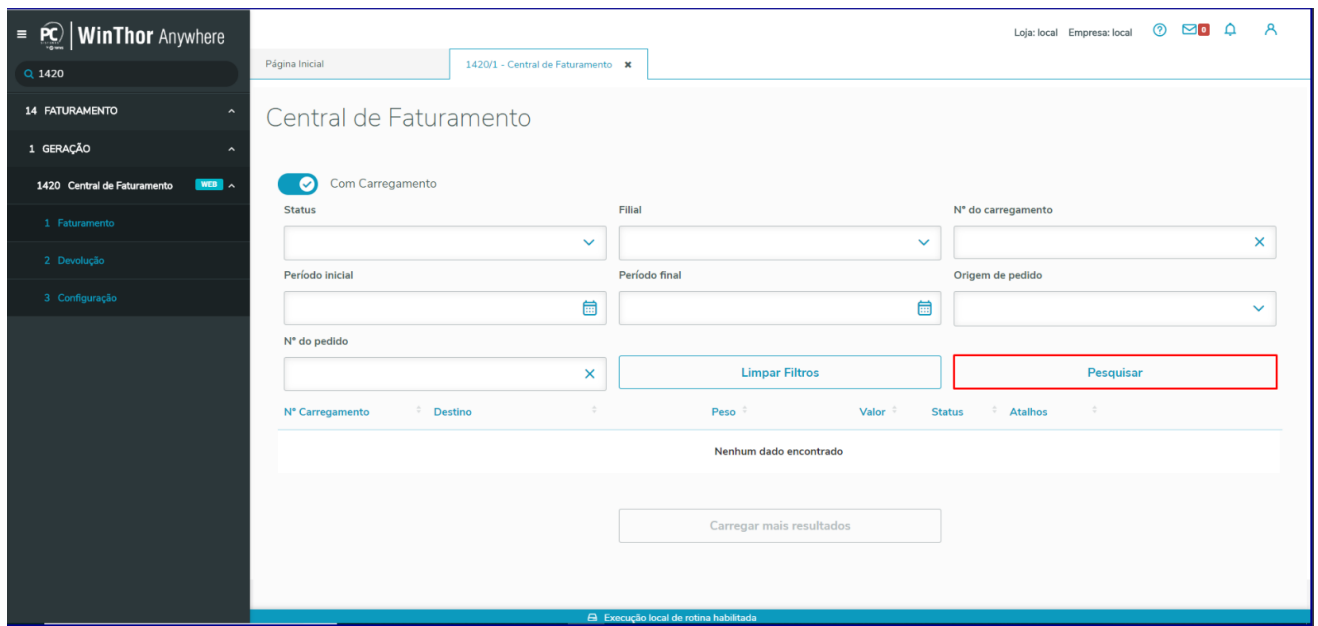 PC WinThor Anywhere
Loja: local Empresa: local
0
1420
Página Inicial
1420/1 - Central de Faturamento
14 FATURAMENTO
1 GERAÇÃO
1420 Central de Faturamento WEB
1 Faturamento
2 Devolução
3 Configuração
Central de Faturamento
Com Carregamento
Status Filial N° do carregamento
Período inicial Período final Origem de pedido
N° do pedido
Limpar Filtros Pesquisar
N° Carregamento Destino Peso Valor Status Atalhos
Nenhum dado encontrado
Carregar mais resultados
Execução local de rotina habilitada